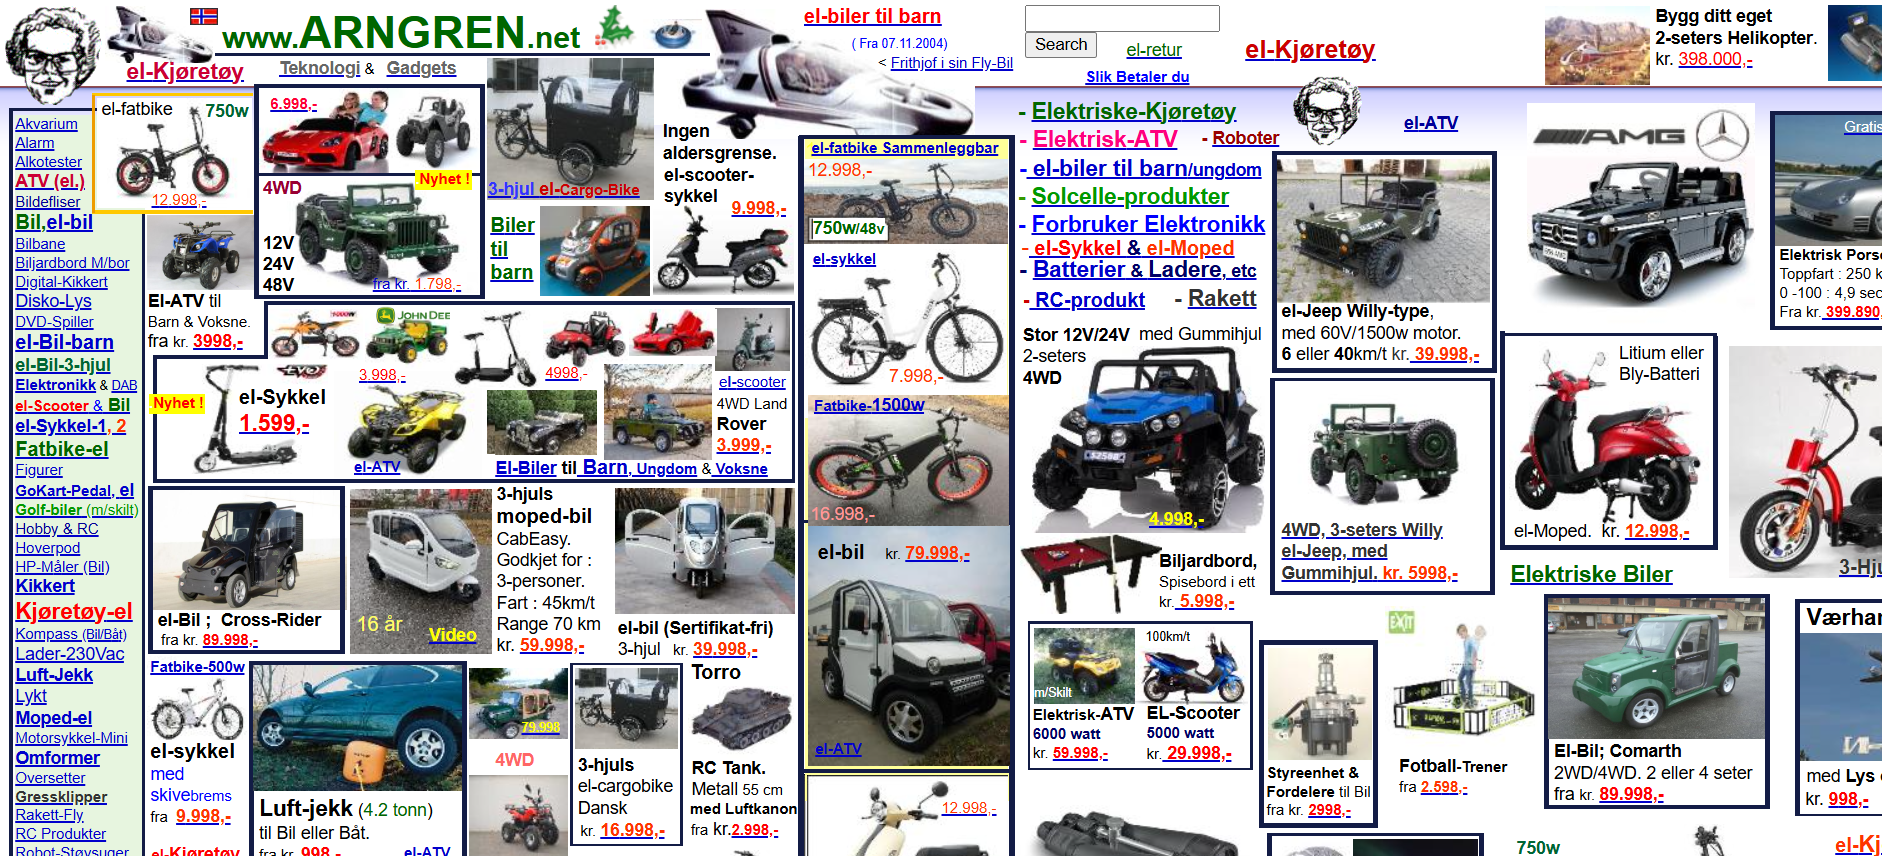 www.ARNGREN.net
el-Kjøretøy
Teknologi & Gadgets
el-biler til barn
( Fra 07.11.2004)
< Frithjof i sin Fly-Bil
Search
el-retur
Slik Betaler du
el-Kjøretøy
Bygg ditt eget
2-seters Helikopter.
kr. 398.000,-
Akvarium
Alarm
Alkotester
ATV (el.)
Bildefliser
Bil,el-bil
Bilbane
Biljardbord M/bor
Digital-Kikkert
Disko-Lys
DVD-Spiller
el-Bil-barn
el-Bil-3-hjul
Elektronikk & DAB
el-Scooter & Bil
el-Sykkel-1, 2
Fatbike-el
Figurer
GoKart-Pedal, el
Golf-biler (m/skilt)
Hobby & RC
Hoverpod
HP-Måler (Bil)
Kikkert
Kjøretøy-el
Kompass (Bil/Båt)
Lader-230Vac
Luft-Jekk
Lykt
Moped-el
Motorsykkel-Mini
Omformer
Oversetter
Gressklipper
Rakett-Fly
RC Produkter
Robot-Støvsuger
el-fatbike 750w
12.998,-
6.998,-
Nyhet !
4WD
12V
24V
48V
fra kr. 1.798,-
3-hjul el-Cargo-Bike
Biler
til
barn
Ingen
aldersgrense.
el-scooter-
sykkel 9.998,-
El-ATV til
Barn & Voksne.
fra kr. 3998,-
1000W
EVO
JOHN DEERE
3.998,-
4998,-
Nyhet !
el-Sykkel
1.599,-
el-ATV
el-scooter
4WD Land
Rover
3.999,-
El-Biler til Barn, Ungdom & Voksne
el-fatbike Sammenleggbar
12.998,-
750w/48v
el-sykkel
7.998,-
Fatbike-1500w
16.998,-
el-bil kr. 79.998,-
el-ATV
12.998,-
el-Bil ; Cross-Rider
fra kr. 89.998,-
16 år
Video
3-hjuls
moped-bil
CabEasy.
Godkjet for :
3-personer.
Fart : 45km/t
Range 70 km
kr. 59.998,-
el-bil (Sertifikat-fri)
3-hjul kr. 39.998,-
Fatbike-500w
el-sykkel
med
skivebrems
fra 9.998,-
el-Kjøretøy
Luft-jekk (4.2 tonn)
til Bil eller Båt.
fra kr. 998,-
el-ATV
79.998
4WD
3-hjuls
el-cargobike
Dansk
kr. 16.998,-
Torro
RC Tank.
Metall 55 cm
med Luftkanon
fra kr.2.998,-
- Elektriske-Kjøretøy
- Elektrisk-ATV - Roboter
- el-biler til barn/ungdom
- Solcelle-produkter
- Forbruker Elektronikk
- el-Sykkel & el-Moped
- Batterier & Ladere, etc
- RC-produkt - Rakett
Stor 12V/24V med Gummihjul
2-seters
4WD
4.998,-
Biljardbord,
Spisebord i ett
kr. 5.998,-
m/Skilt
Elektrisk-ATV
6000 watt
kr. 59.998,-
100km/t
EL-Scooter
5000 watt
kr. 29.998,-
el-ATV
el-Jeep Willy-type,
med 60V/1500w motor.
6 eller 40km/t kr. 39.998,-
4WD, 3-seters Willy
el-Jeep, med
Gummihjul. kr. 5998,-
Styreenhet &
Fordelere til Bil
fra kr. 2998,-
EXIT
Fotball-Trener
fra 2.598,-
AMG
Gratis
Elektrisk Pors
Toppfart : 250 k
0 -100 : 4,9 sec
Fra kr. 399.890,
Litium eller
Bly-Batteri
el-Moped. kr. 12.998,-
3-Hju
Elektriske Biler
El-Bil; Comarth
2WD/4WD. 2 eller 4 seter
fra kr. 89.998,-
Værhan
med Lys
kr. 998,-
750w
el-Kj